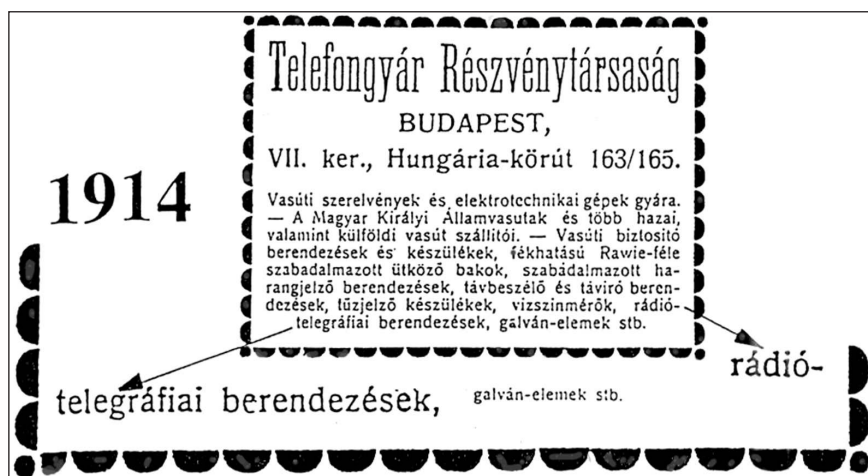 Telefongyár Részvénytársaság
BUDAPEST,
VII. ker., Hungária-körút 163/165.
1914
Vasúti szerelvények és elektrotechnikai gépek gyára.
— A Magyar Királyi Államvasutak és több hazai,
valamint külföldi vasút szállitói. — Vasúti biztositó
berendezések és készülékek, fékhatású Rawie-féle
szabadalmazott ütköző bakok, szabadalmazott ha-
rangjelző berendezések, távbeszélő és táviró beren-
dezések, tűzjelző készülékek, vizszinmérők, rádió-
telegráfiai berendezések, galván-elemek stb.
rádió-
telegráfiai berendezések, galván-elemek stb.